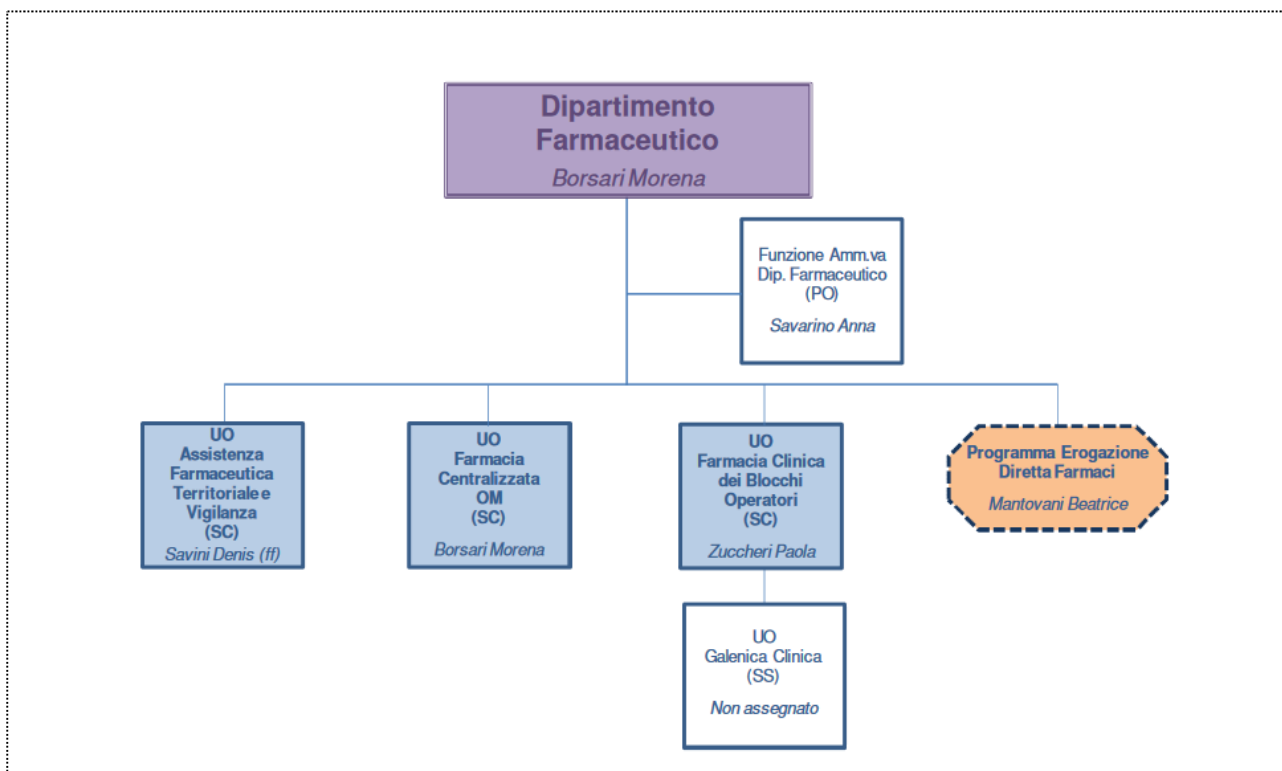 Dipartimento
Farmaceutico
Borsari Morena
Funzione Amm.va
Dip. Farmaceutico
(PO)
Savarino Anna
UO
Assistenza
Farmaceutica
Territoriale e
Vigilanza
(SC)
Savini Denis (ff)
UO
Farmacia
Centralizzata
OM
(SC)
Borsari Morena
UO
Farmacia Clinica
dei Blocchi
Operatori
(SC)
Zuccheri Paola
Programma Erogazione
Diretta Farmaci
Mantovani Beatrice
UO
Galenica Clinica
(SS)
Non assegnato